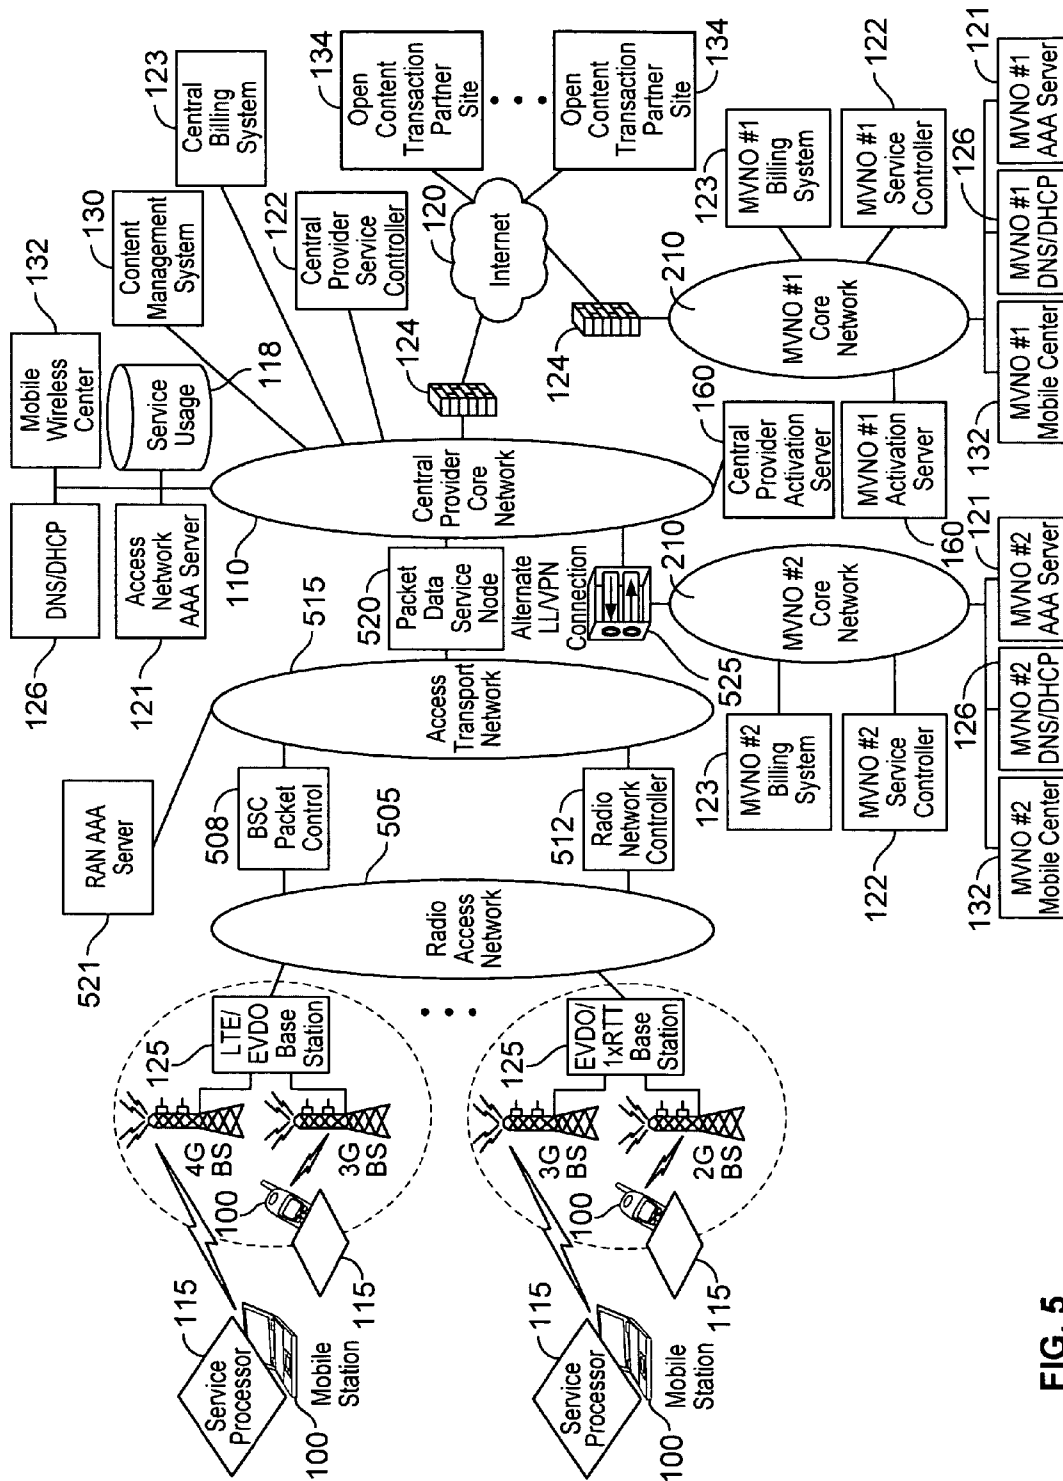 132
Mobile
Wireless
Center
130
Content
Management
System
123
Central
Billing
System
126
DNS/DHCP
118
Service
Usage
121
Access
Network
AAA Server
122
Central
Provider
Service
Controller
134
Open
Content
Transaction
Partner
Site
134
Open
Content
Transaction
Partner
Site
120
Internet
124
110
Central
Provider
Core
Network
521
RAN AAA
Server
515
Access
Transport
Network
520
Packet
Data
Service
Node
Alternate
LL/VPN
Connection
525
508
BSC
Packet
Control
512
Radio
Network
Controller
505
Radio
Access
Network
125
LTE/
EVDO
Base
Station
4G
BS
3G
BS
100
115
115
Service
Processor
Mobile
Station
100
125
EVDO/
1xRTT
Base
Station
3G
BS
2G
BS
100
115
115
Service
Processor
Mobile
Station
100
160
Central
Provider
Activation
Server
124
210
MVNO #1
Core
Network
123
MVNO #1
Billing
System
122
MVNO #1
Service
Controller
160
MVNO #1
Activation
Server
132
MVNO #1
Mobile Center
126
MVNO #1
DNS/DHCP
121
MVNO #1
AAA Server
210
MVNO #2
Core
Network
123
MVNO #2
Billing
System
122
MVNO #2
Service
Controller
132
MVNO #2
Mobile Center
126
MVNO #2
DNS/DHCP
121
MVNO #2
AAA Server
FIG. 5